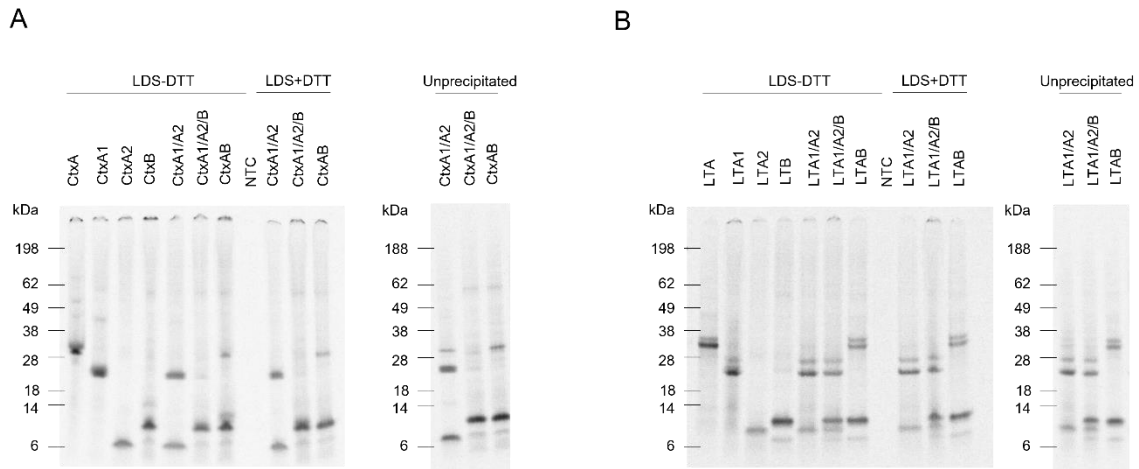 A
LDS-DTT
LDS+DTT
Unprecipitated
CtxA
CtxA1
CtxA2
CtxB
CtxA1/A2
CtxA1/A2/B
CtxAB
NTC
CtxA1/A2
CtxA1/A2/B
CtxAB
CtxA1/A2
CtxA1/A2/B
CtxAB
kDa
198
62
49
38
28
18
14
6
kDa
198
62
49
38
28
18
14
6
B
LDS-DTT
LDS+DTT
Unprecipitated
LTA
LTA1
LTA2
LTB
LTA1/A2
LTA1/A2/B
LTAB
NTC
LTA1/A2
LTA1/A2/B
LTAB
LTA1/A2
LTA1/A2/B
LTAB
kDa
198
62
49
38
28
18
14
6
kDa
188
62
49
38
28
18
14
6